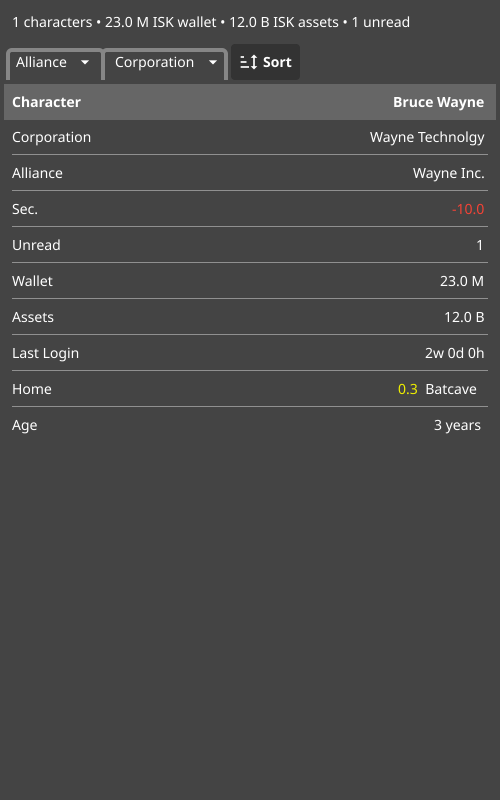 1 characters • 23.0 M ISK wallet • 12.0 B ISK assets • 1 unread
Alliance Corporation Sort
Character Bruce Wayne
Corporation Wayne Technolgy
Alliance Wayne Inc.
Sec. -10.0
Unread 1
Wallet 23.0 M
Assets 12.0 B
Last Login 2w 0d 0h
Home 0.3 Batcave
Age 3 years